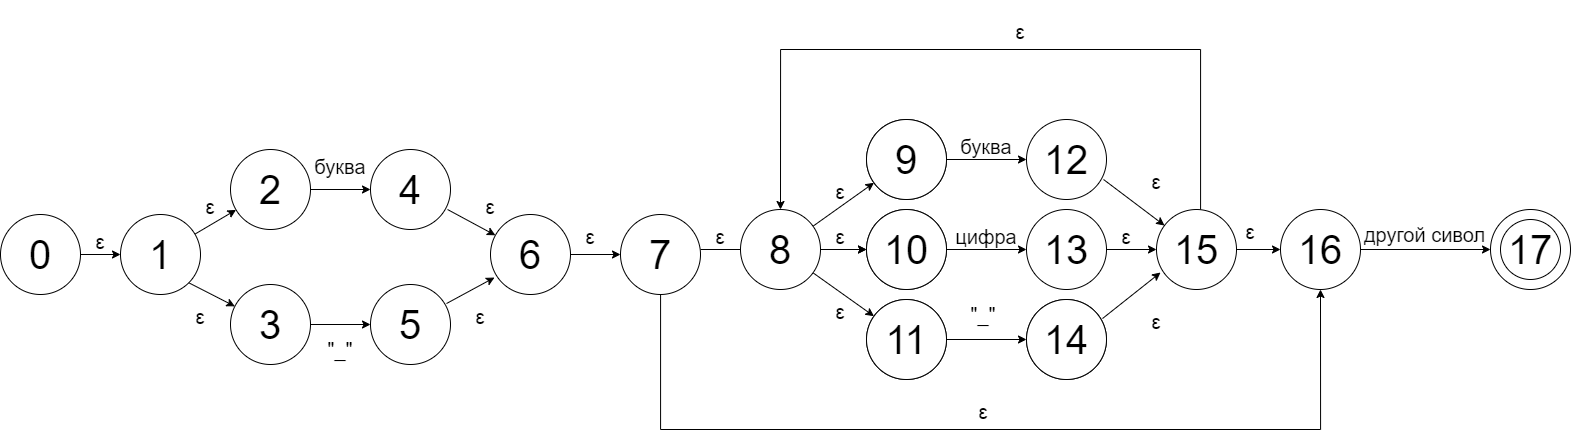 ε
ε
буква
2
4
9
буква
12
ε
ε
ε
ε
0
ε
1
6
ε
7
ε
8
ε
10
цифра
13
ε
15
ε
16
другой сивол
17
ε
3
"_"
5
ε
ε
11
"_"
14
ε
ε